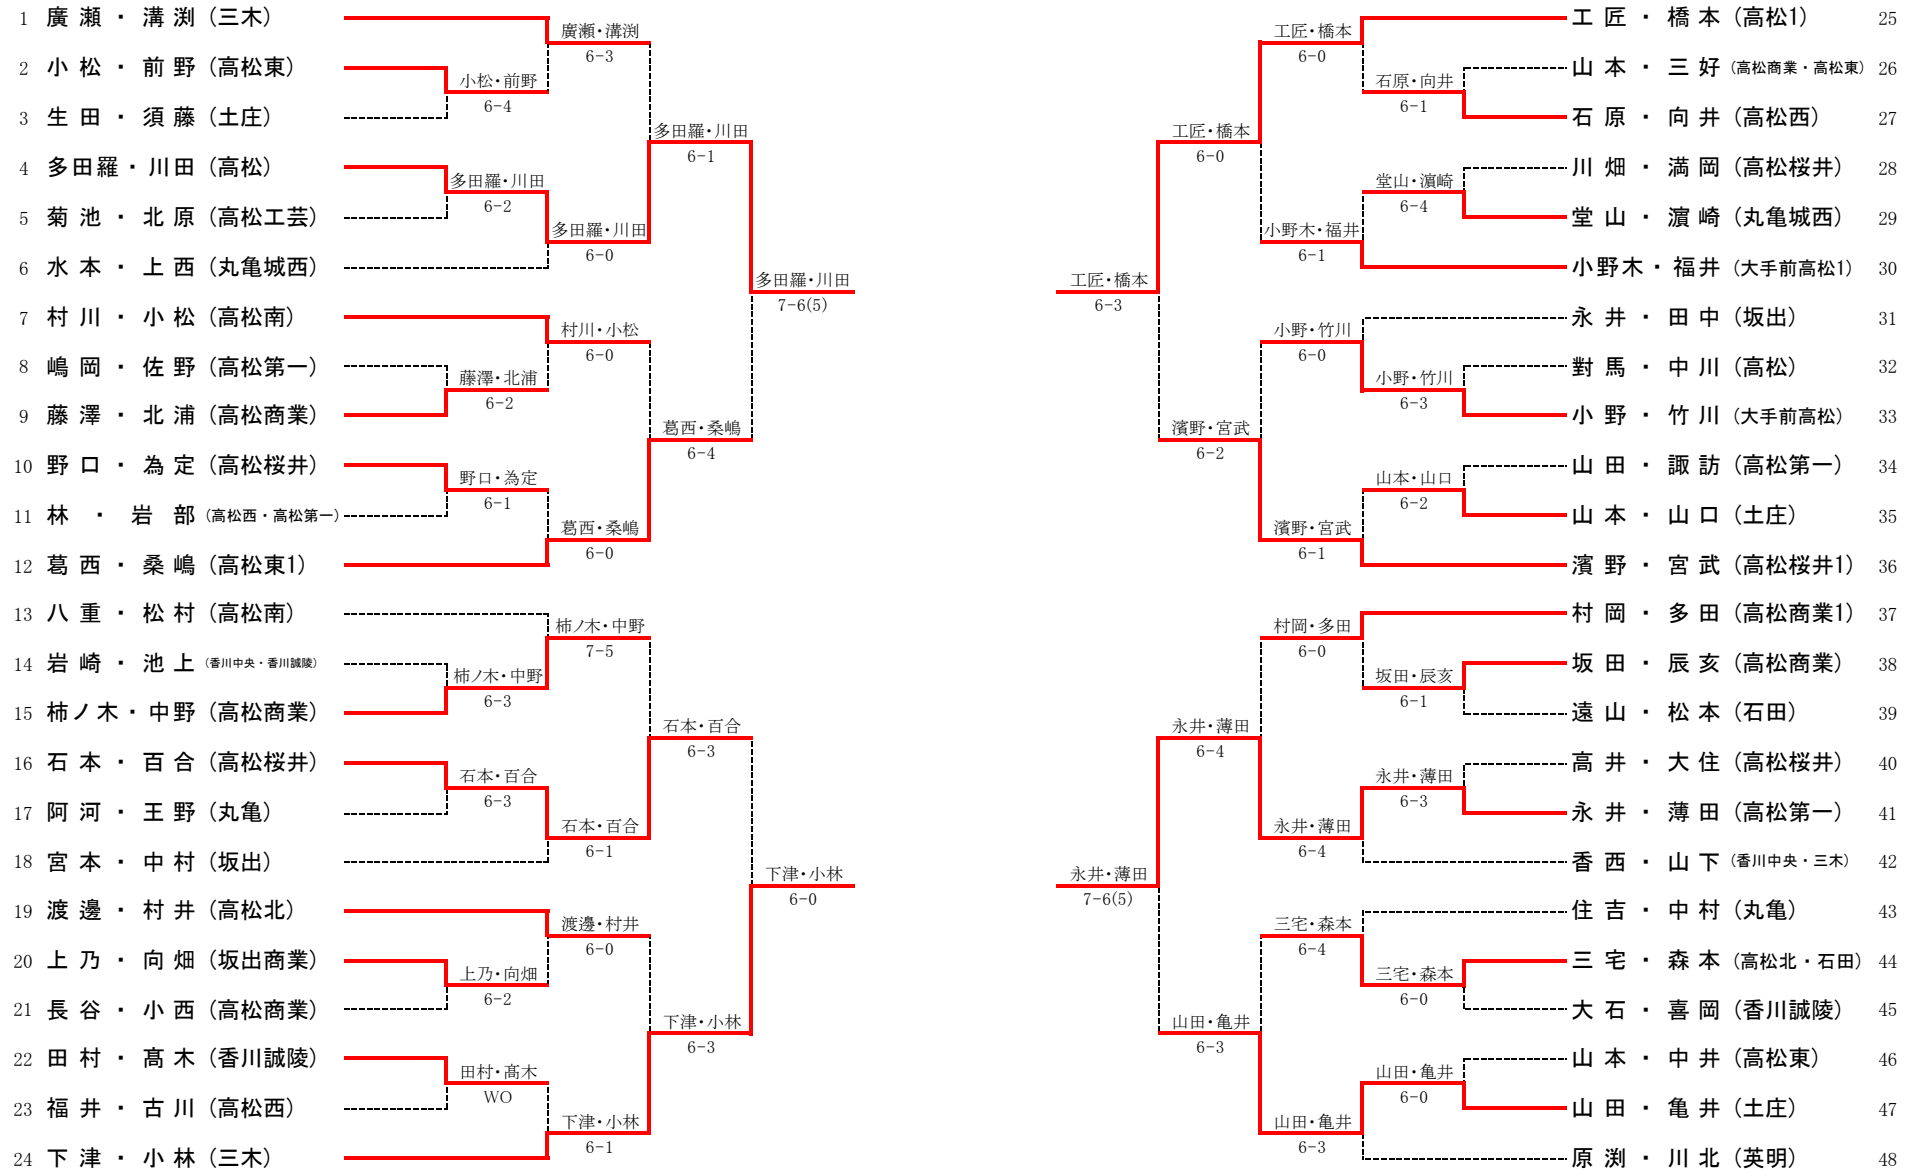 1 廣瀬・溝渕 (三木)
2 小松・前野 (高松東)
3 生田・須藤 (土庄)
4 多田羅・川田 (高松)
5 菊池・北原 (高松工芸)
6 水本・上西 (丸亀城西)
7 村川・小松 (高松南)
8 嶋岡・佐野 (高松第一)
9 藤澤・北浦 (高松商業)
10 野口・為定 (高松桜井)
11 林・岩部 (高松西・高松第一)
12 葛西・桑嶋 (高松東1)
13 八重・松村 (高松南)
14 岩崎・池上 (香川中央・香川誠陵)
15 柿ノ木・中野 (高松商業)
16 石本・百合 (高松桜井)
17 阿河・王野 (丸亀)
18 宮本・中村 (坂出)
19 渡邊・村井 (高松北)
20 上乃・向畑 (坂出商業)
21 長谷・小西 (高松商業)
22 田村・髙木 (香川誠陵)
23 福井・古川 (高松西)
24 下津・小林 (三木)
小松・前野
6-4
多田羅・川田
6-2
藤澤・北浦
6-2
野口・為定
6-1
柿ノ木・中野
6-3
石本・百合
6-3
上乃・向畑
6-2
田村・髙木
WO
廣瀬・溝渕
6-3
多田羅・川田
6-0
村川・小松
6-0
葛西・桑嶋
6-0
柿ノ木・中野
7-5
石本・百合
6-1
渡邊・村井
6-0
下津・小林
6-1
多田羅・川田
6-1
葛西・桑嶋
6-4
石本・百合
6-3
下津・小林
6-3
多田羅・川田
7-6(5)
下津・小林
6-0
工匠・橋本
6-3
永井・薄田
7-6(5)
工匠・橋本
6-0
濱野・宮武
6-2
永井・薄田
6-4
山田・亀井
6-3
工匠・橋本
6-0
小野木・福井
6-1
小野・竹川
6-0
濱野・宮武
6-1
村岡・多田
6-0
永井・薄田
6-4
三宅・森本
6-4
山田・亀井
6-3
石原・向井
6-1
堂山・濵崎
6-4
小野・竹川
6-3
山本・山口
6-2
坂田・辰亥
6-1
永井・薄田
6-3
三宅・森本
6-0
山田・亀井
6-0
工匠・橋本 (高松1) 25
山本・三好 (高松商業・高松東) 26
石原・向井 (高松西) 27
川畑・満岡 (高松桜井) 28
堂山・濵崎 (丸亀城西) 29
小野木・福井 (大手前高松1) 30
永井・田中 (坂出) 31
對馬・中川 (高松) 32
小野・竹川 (大手前高松) 33
山田・諏訪 (高松第一) 34
山本・山口 (土庄) 35
濱野・宮武 (高松桜井1) 36
村岡・多田 (高松商業1) 37
坂田・辰亥 (高松商業) 38
遠山・松本 (石田) 39
高井・大住 (高松桜井) 40
永井・薄田 (高松第一) 41
香西・山下 (香川中央・三木) 42
住吉・中村 (丸亀) 43
三宅・森本 (高松北・石田) 44
大石・喜岡 (香川誠陵) 45
山本・中井 (高松東) 46
山田・亀井 (土庄) 47
原渕・川北 (英明) 48